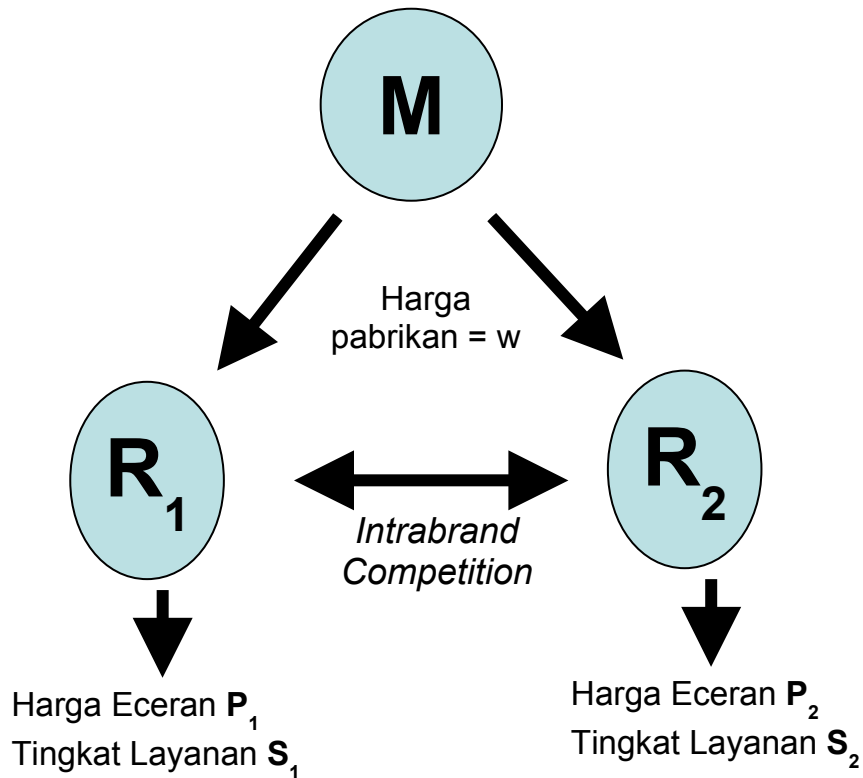 M
Harga
pabrikan = w
R₁
R₂
Intrabrand
Competition
Harga Eceran P₁
Tingkat Layanan S₁
Harga Eceran P₂
Tingkat Layanan S₂